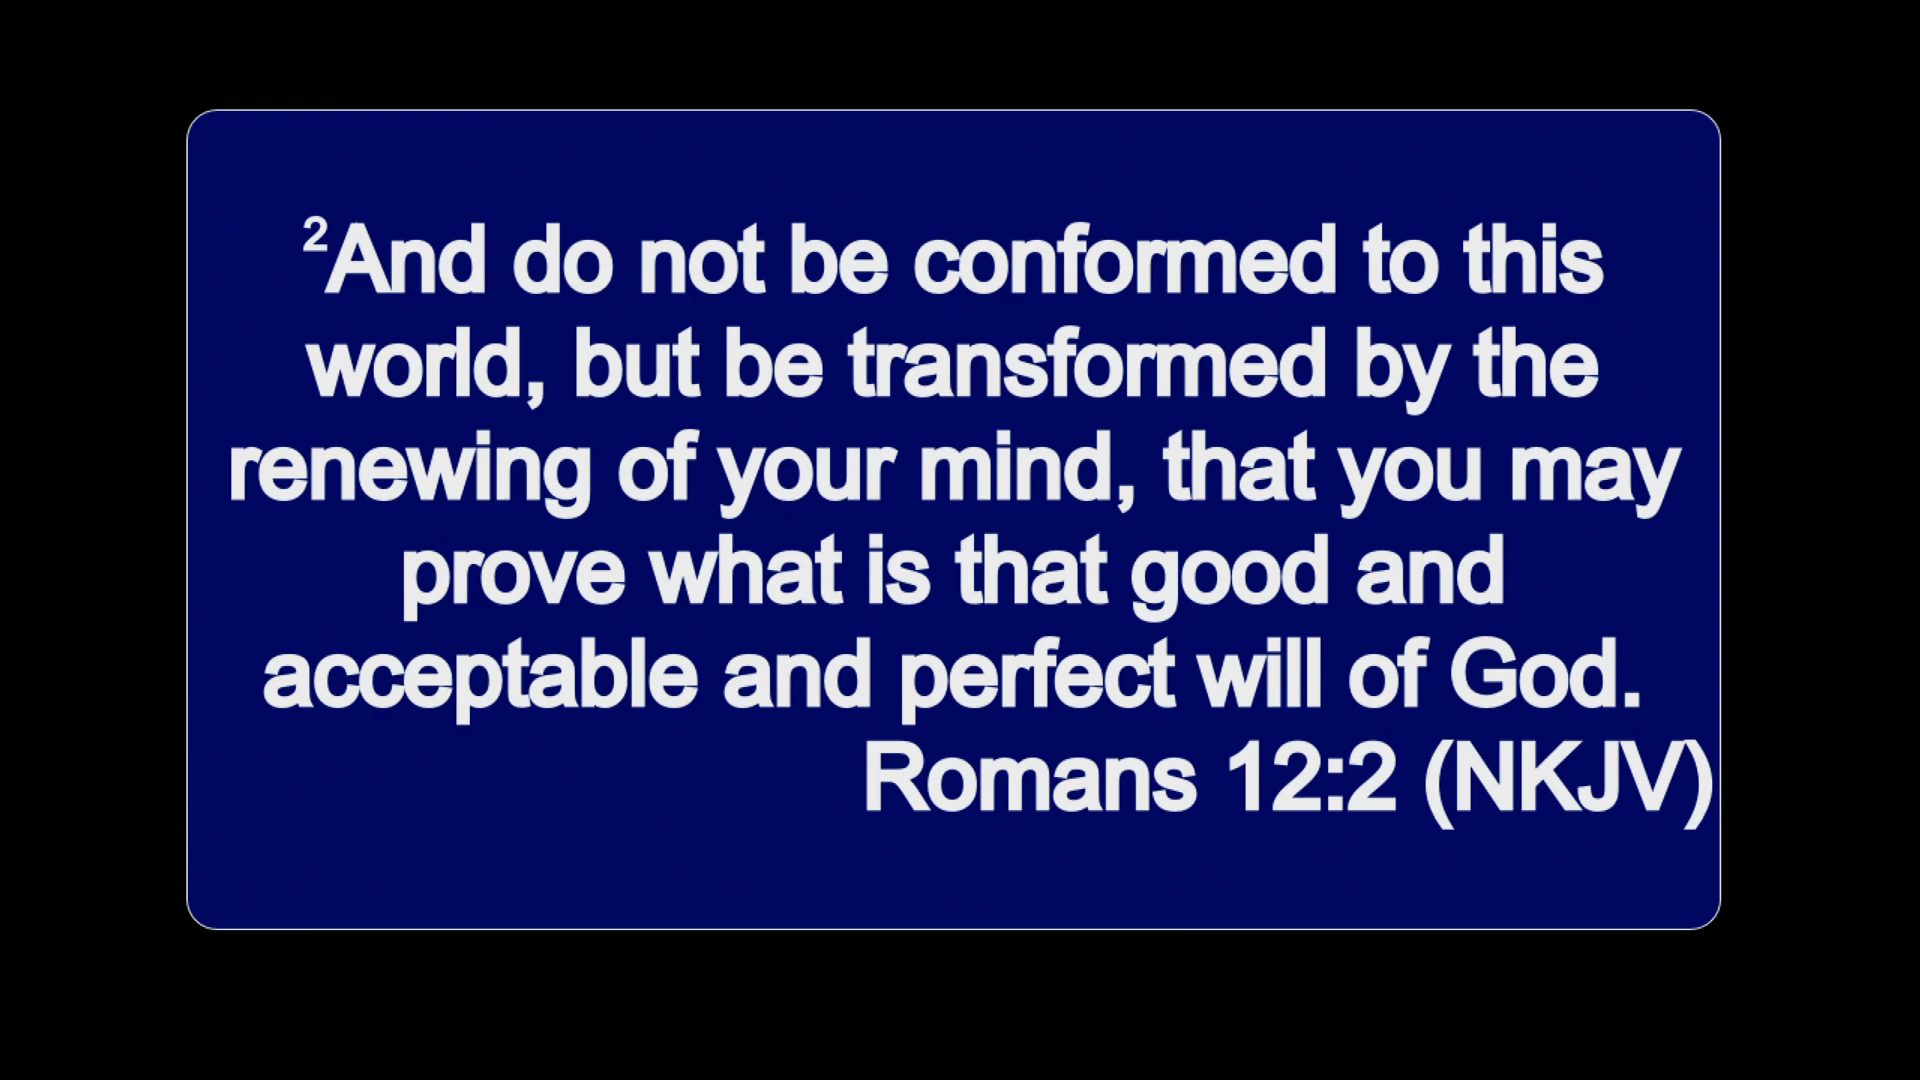 ²And do not be conformed to this
world, but be transformed by the
renewing of your mind, that you may
prove what is that good and
acceptable and perfect will of God.
Romans 12:2 (NKJV)